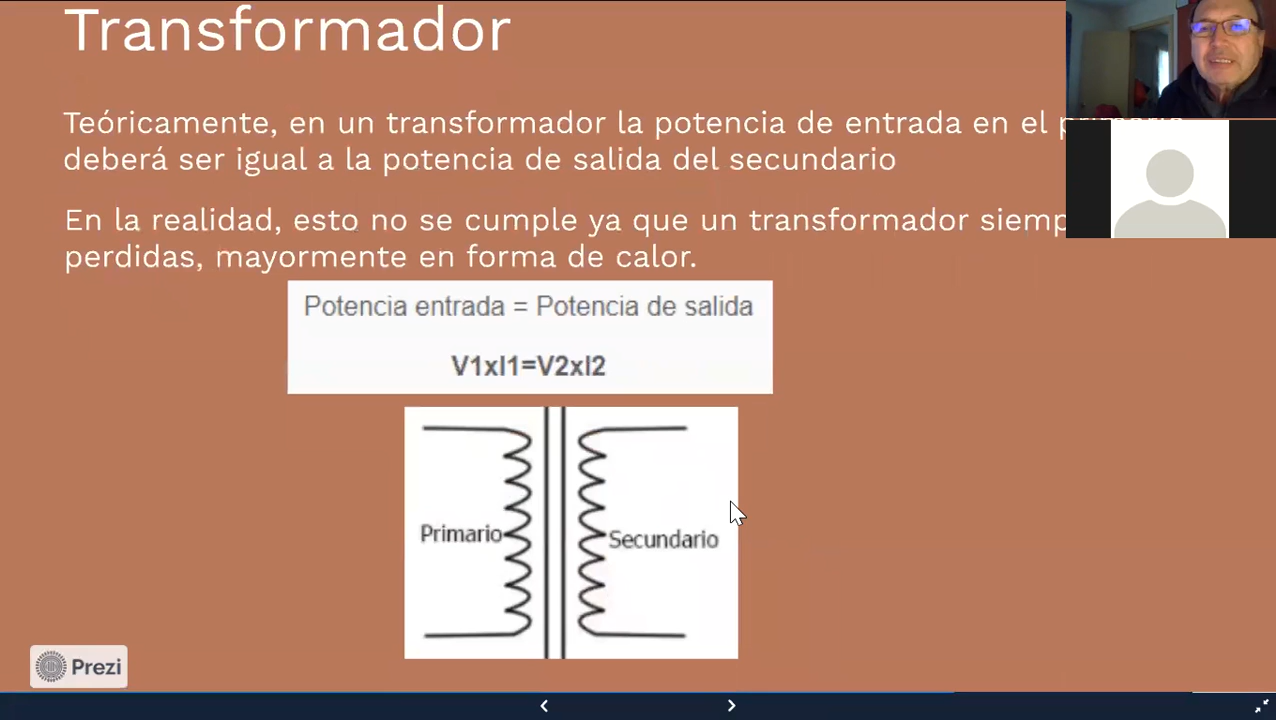 Transformador
Teóricamente, en un transformador la potencia de entrada en el
deberá ser igual a la potencia de salida del secundario
En la realidad, esto no se cumple ya que un transformador
perdidas, mayormente en forma de calor.
Potencia entrada = Potencia de salida
V1xI1=V2xI2
Primario
Secundario
Prezi